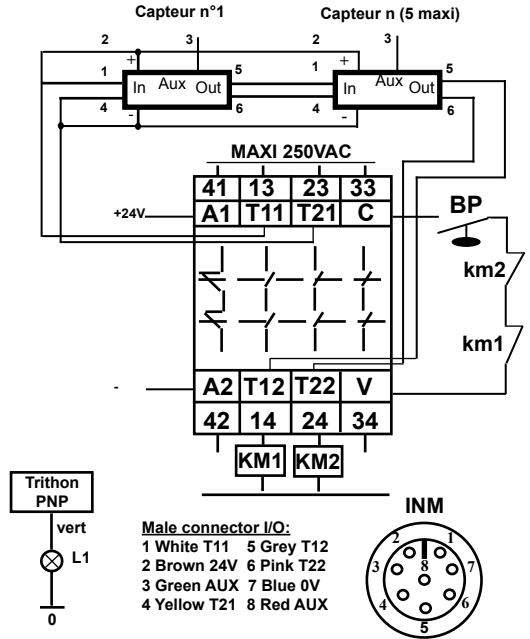 Capteur n°1
Capteur n (5 maxi)
2 3 2 3
+ +
1 In Aux Out 5 1 In Aux Out 5
4 - 6 4 - 6
MAXI 250VAC
41 13 23 33
+24V A1 T11 T21 C BP
km2
km1
- A2 T12 T22 V
42 14 24 34
KM1 KM2
Trithon
PNP
vert
L1
0
Male connector I/O:
1 White T11 5 Grey T12
2 Brown 24V 6 Pink T22
3 Green AUX 7 Blue 0V
4 Yellow T21 8 Red AUX
INM
2 1
3 8 7
4 6
5